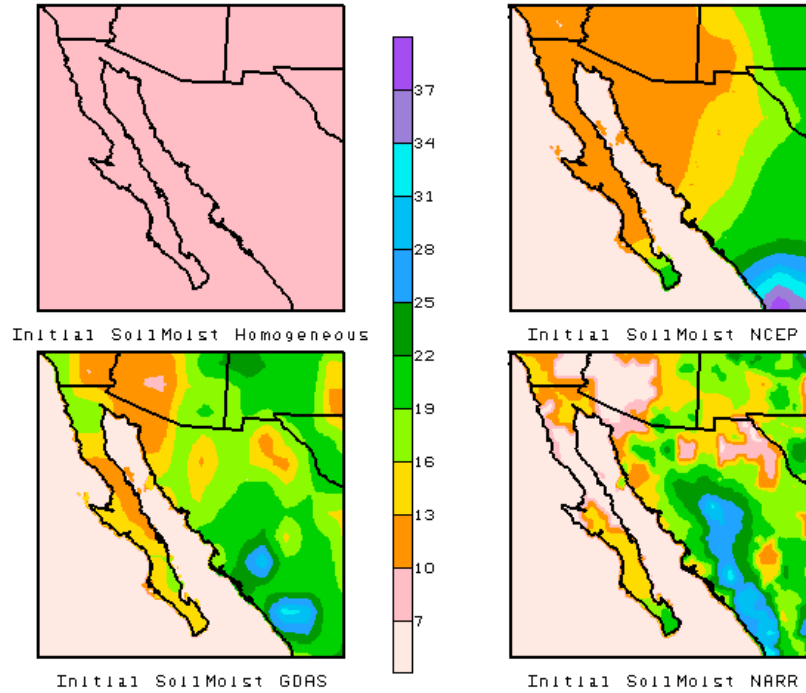 37
34
31
28
25
22
19
16
13
10
7
Initial SoilMoist Homogeneous
Initial SoilMoist NCEP
Initial SoilMoist GDAS
Initial SoilMoist NARR